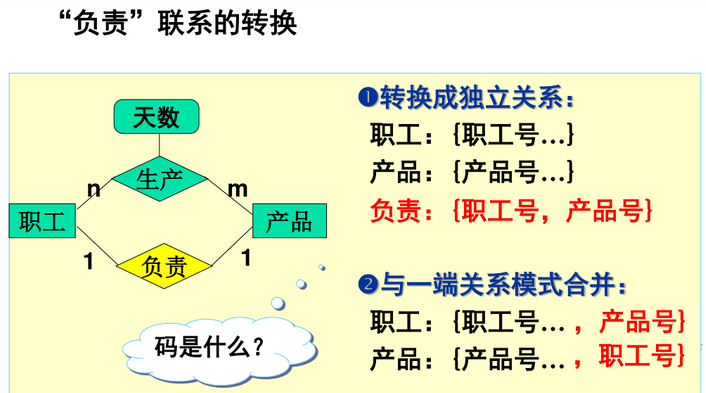 “负责”联系的转换
天数
生产
n
m
职工
产品
1
1
负责
码是什么？
❶转换成独立关系：
职工：{职工号…}
产品：{产品号…}
负责：{职工号，产品号}
❷与一端关系模式合并：
职工：{职工号…，产品号}
产品：{产品号…，职工号}